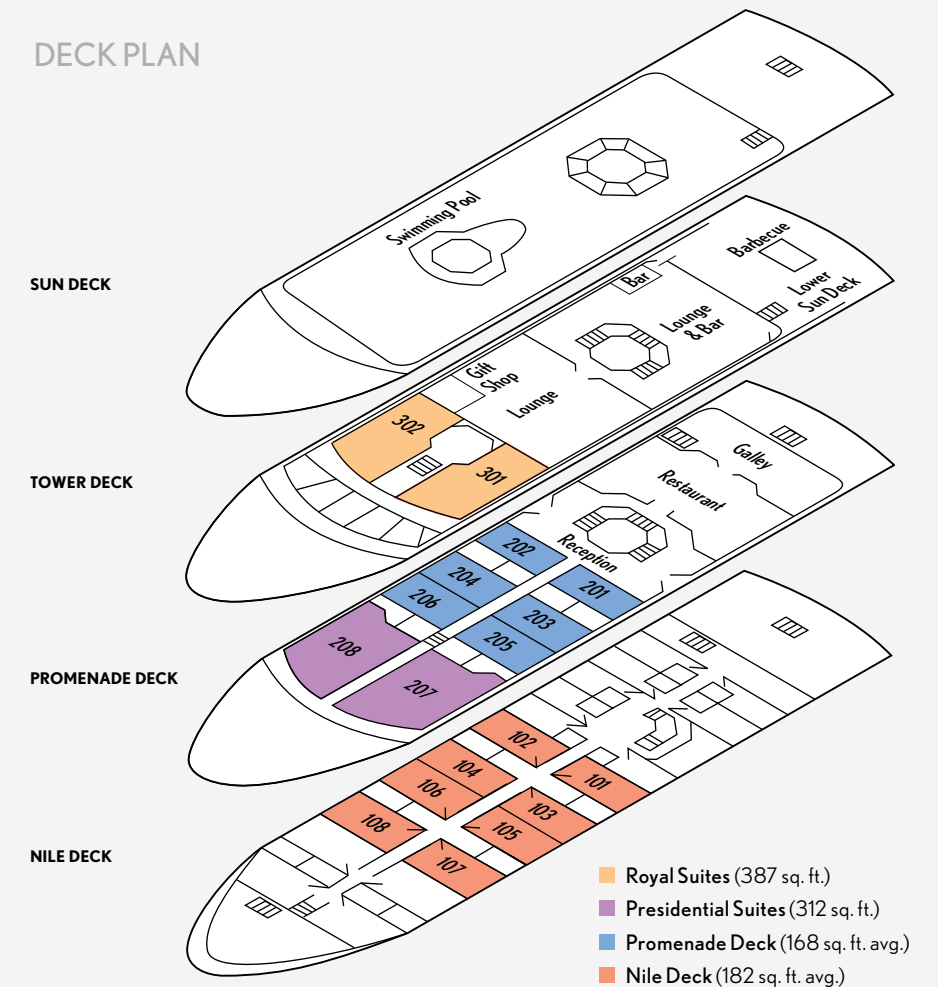 DECK PLAN
Swimming Pool
SUN DECK
Barbecue
Lower
Sun Deck
Bar
Lounge
& Bar
Gift
Shop
Lounge
302
301
TOWER DECK
Galley
Restaurant
Reception
202
201
204
203
206
205
208
207
PROMENADE DECK
102
101
104
103
106
105
108
107
NILE DECK
Royal Suites (387 sq. ft.)
Presidential Suites (312 sq. ft.)
Promenade Deck (168 sq. ft. avg.)
Nile Deck (182 sq. ft. avg.)